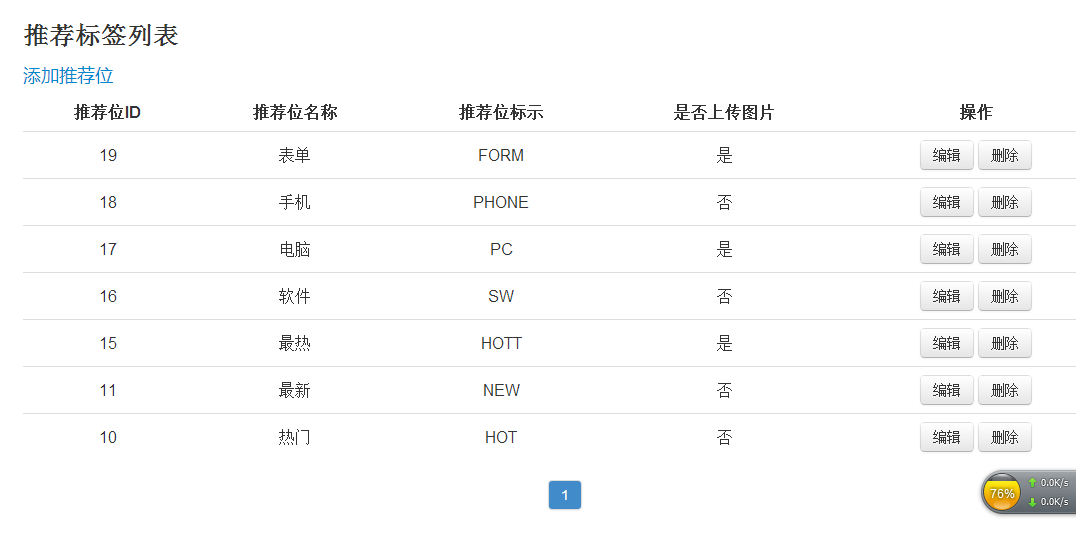 推荐标签列表
添加推荐位
推荐位ID 推荐位名称 推荐位标示 是否上传图片 操作
19 表单 FORM 是 编辑 删除
18 手机 PHONE 否 编辑 删除
17 电脑 PC 是 编辑 删除
16 软件 SW 否 编辑 删除
15 最热 HOTT 是 编辑 删除
11 最新 NEW 否 编辑 删除
10 热门 HOT 否 编辑 删除
1
76% 0.0K/s
0.0K/s